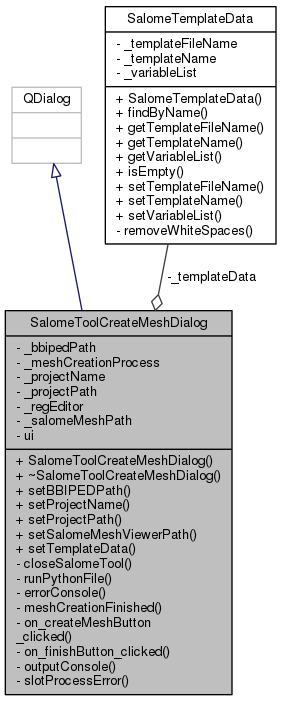 SalomeTemplateData
- _templateFileName
- _templateName
- _variableList
+ SalomeTemplateData()
+ findByName()
+ getTemplateFileName()
+ getTemplateName()
+ getVariableList()
+ isEmpty()
+ setTemplateFileName()
+ setTemplateName()
+ setVariableList()
- removeWhiteSpaces()
QDialog
-_templateData
SalomeToolCreateMeshDialog
- _bbipedPath
- _meshCreationProcess
- _projectName
- _projectPath
- _regEditor
- _salomeMeshPath
- ui
+ SalomeToolCreateMeshDialog()
+ ~SalomeToolCreateMeshDialog()
+ setBBIPEDPath()
+ setProjectName()
+ setProjectPath()
+ setSalomeMeshViewerPath()
+ setTemplateData()
- closeSalomeTool()
- runPythonFile()
- errorConsole()
- meshCreationFinished()
- on_createMeshButton
_clicked()
- on_finishButton_clicked()
- outputConsole()
- slotProcessError()